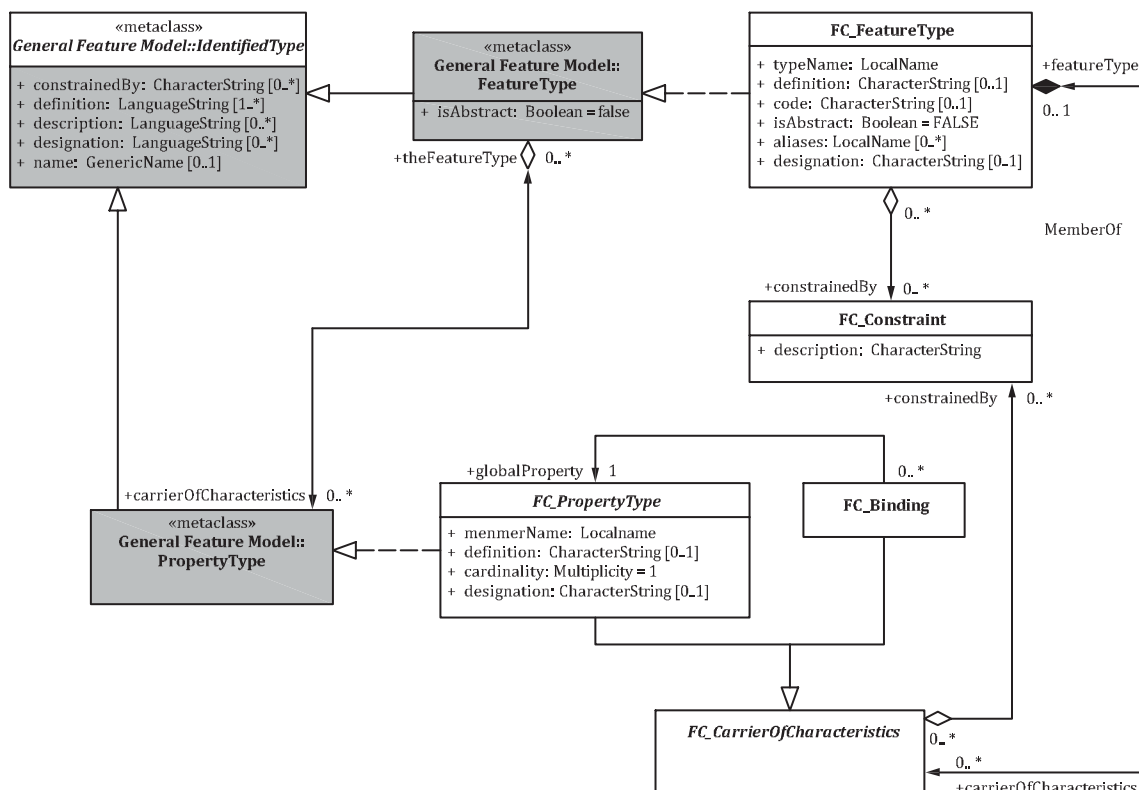 «metaclass»
General Feature Model::IdentifiedType
+ constrainedBy: CharacterString [0..*]
+ definition: LanguageString [1..*]
+ description: LanguageString [0..*]
+ designation: LanguageString [0..*]
+ name: GenericName [0..1]
«metaclass»
General Feature Model::
FeatureType
+ isAbstract: Boolean = false
+theFeatureType
0..*
FC_FeatureType
+ typeName: LocalName
+ definition: CharacterString [0..1]
+ code: CharacterString [0..1]
+ isAbstract: Boolean = FALSE
+ aliases: LocalName [0..*]
+ designation: CharacterString [0..1]
+featureType
0..1
0..*
MemberOf
+constrainedBy
0..*
FC_Constraint
+ description: CharacterString
+constrainedBy
0..*
+globalProperty
1
0..*
FC_PropertyType
+ menmerName: Localname
+ definition: CharacterString [0..1]
+ cardinality: Multiplicity = 1
+ designation: CharacterString [0..1]
FC_Binding
+carrierOfCharacteristics
0..*
«metaclass»
General Feature Model::
PropertyType
FC_CarrierOfCharacteristics
0..*
0..*
+carrierOfCharacteristics